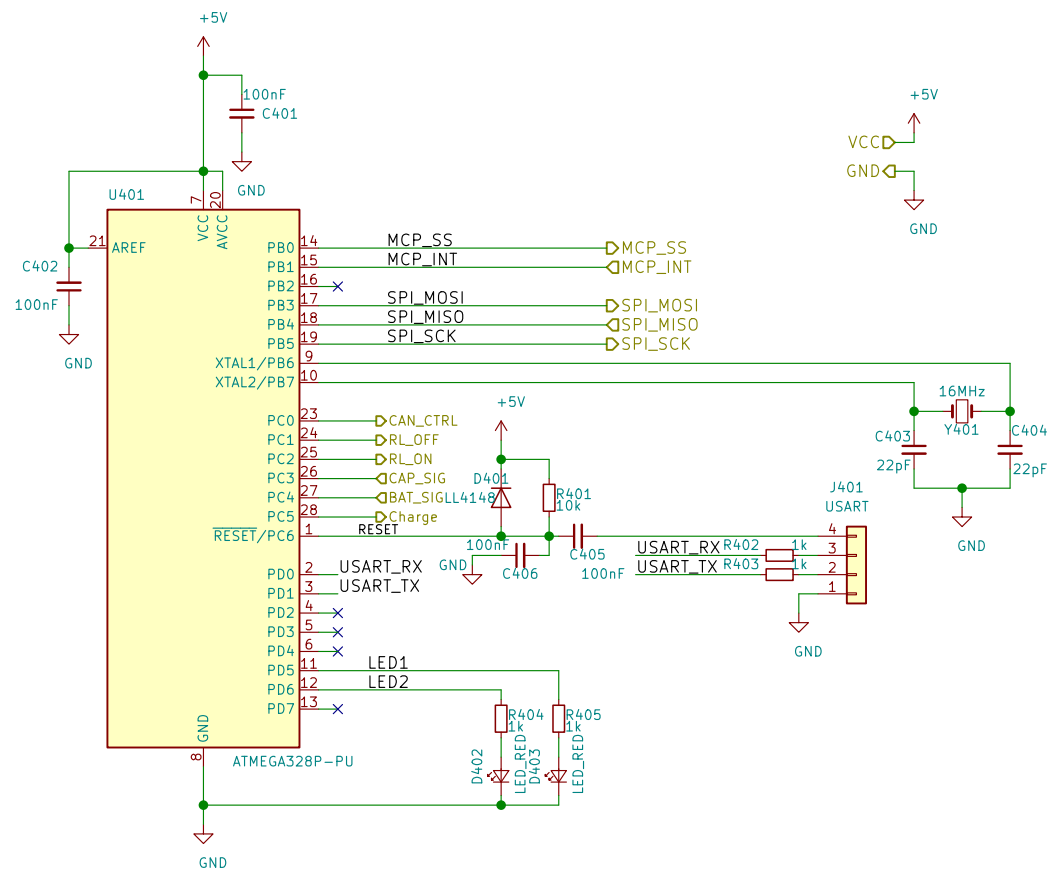 +5V
100nF
C401
GND
+5V
VCC
GND
GND
U401
7
20
VCC
AVCC
21
AREF
C402
100nF
GND
PB0 14 MCP_SS MCP_SS
PB1 15 MCP_INT MCP_INT
PB2 16
PB3 17 SPI_MOSI SPI_MOSI
PB4 18 SPI_MISO SPI_MISO
PB5 19 SPI_SCK SPI_SCK
XTAL1/PB6 9
XTAL2/PB7 10
16MHz
Y401
C403
22pF
C404
22pF
GND
PC0 23 CAN_CTRL
PC1 24 RL_OFF
PC2 25 RL_ON
PC3 26 CAP_SIG
PC4 27 BAT_SIG
PC5 28 Charge
RESET/PC6 1 RESET
+5V
D401
LL4148
R401
10k
100nF
C406
GND
C405
100nF
J401
USART
4
3
2
1
USART_RX R402 1k
USART_TX R403 1k
GND
PD0 2 USART_RX
PD1 3 USART_TX
PD2 4
PD3 5
PD4 6
PD5 11 LED1
PD6 12 LED2
PD7 13
R404
1k
R405
1k
D402
LED_RED
D403
LED_RED
GND
8
ATMEGA328P-PU
GND